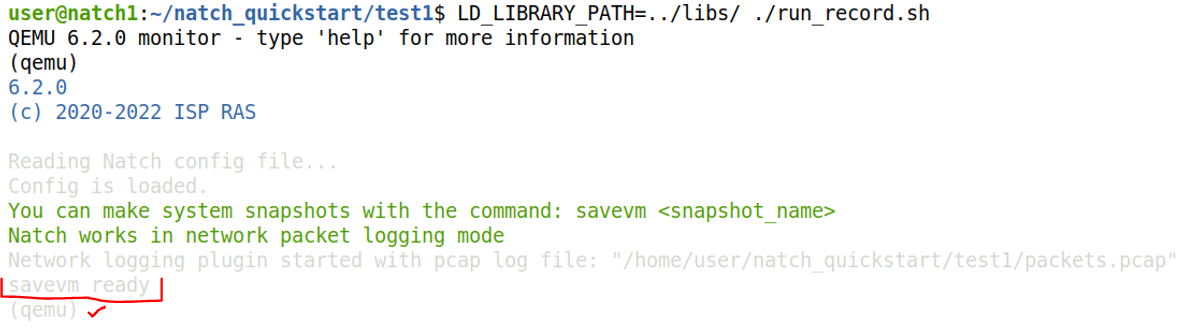 user@natch1:~/natch_quickstart/test1$ LD_LIBRARY_PATH=../libs/ ./run_record.sh
QEMU 6.2.0 monitor - type 'help' for more information
(qemu)
6.2.0
(c) 2020-2022 ISP RAS
Reading Natch config file...
Config is loaded.
You can make system snapshots with the command: savevm <snapshot_name>
Natch works in network packet logging mode
Network logging plugin started with pcap log file: "/home/user/natch_quickstart/test1/packets.pcap"
savevm ready
(qemu)